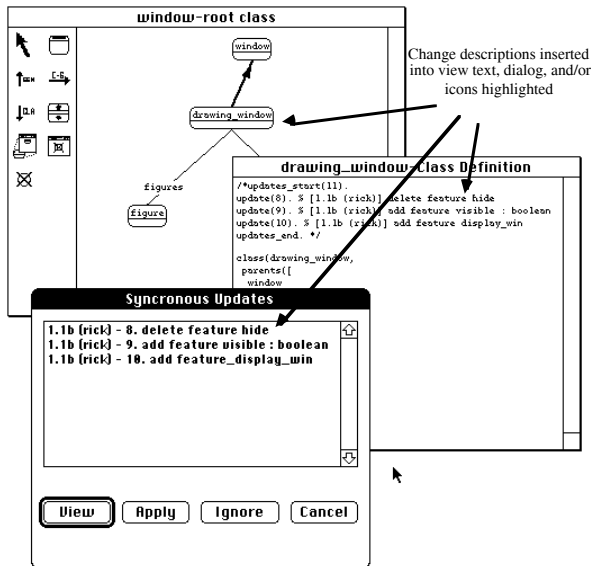 window-root class
window
Change descriptions inserted
into view text, dialog, and/or
icons highlighted
drawing_window
figures
figure
drawing_window-Class Definition
/*updates_start(11).
update(8). % [1.1b (rick)] delete feature hide
update(9). % [1.1b (rick)] add feature visible : boolean
update(10). % [1.1b (rick)] add feature display_win
updates_end. */
class(drawing_window,
parents([
window
Syncronous Updates
1.1b (rick) - 8. delete feature hide
1.1b (rick) - 9. add feature visible : boolean
1.1b (rick) - 10. add feature_display_win
View Apply Ignore Cancel